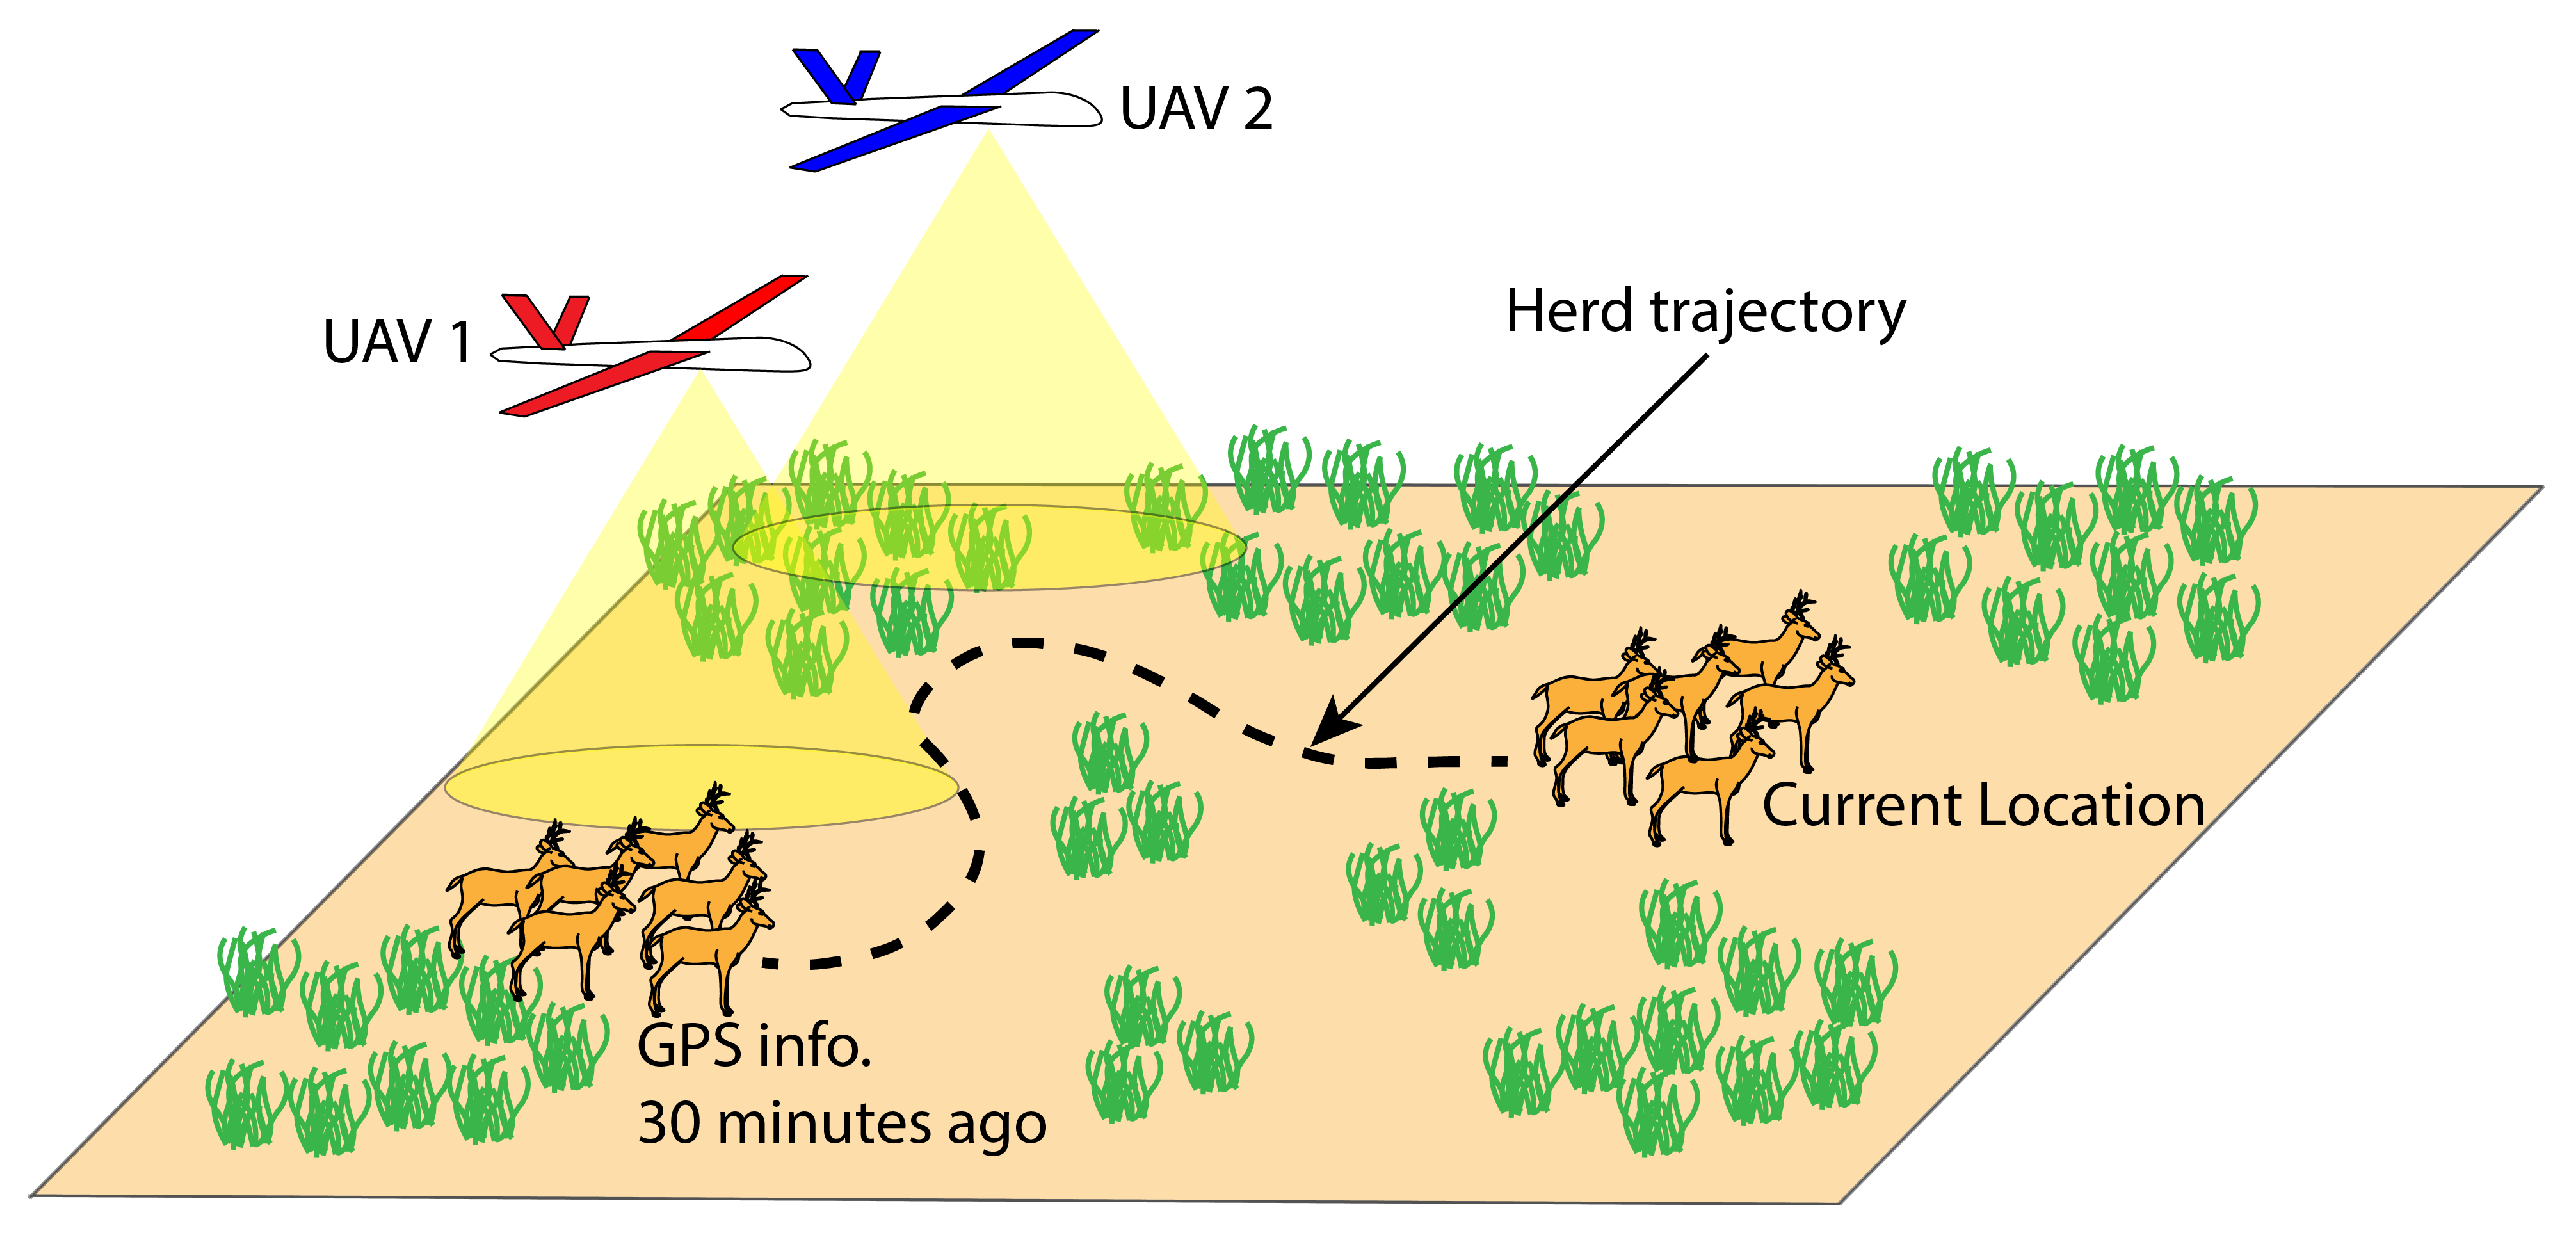 UAV 2
UAV 1
Herd trajectory
Current Location
GPS info.
30 minutes ago